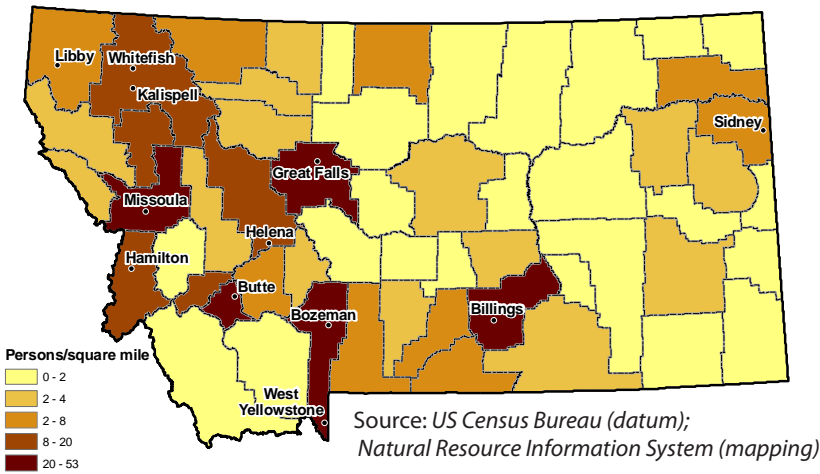 Libby
Whitefish
Kalispell
Sidney
Great Falls
Missoula
Helena
Hamilton
Butte
Billings
Bozeman
West
Yellowstone
Persons/square mile
0 - 2
2 - 4
2 - 8
8 - 20
20 - 53
Source: US Census Bureau (datum);
Natural Resource Information System (mapping)